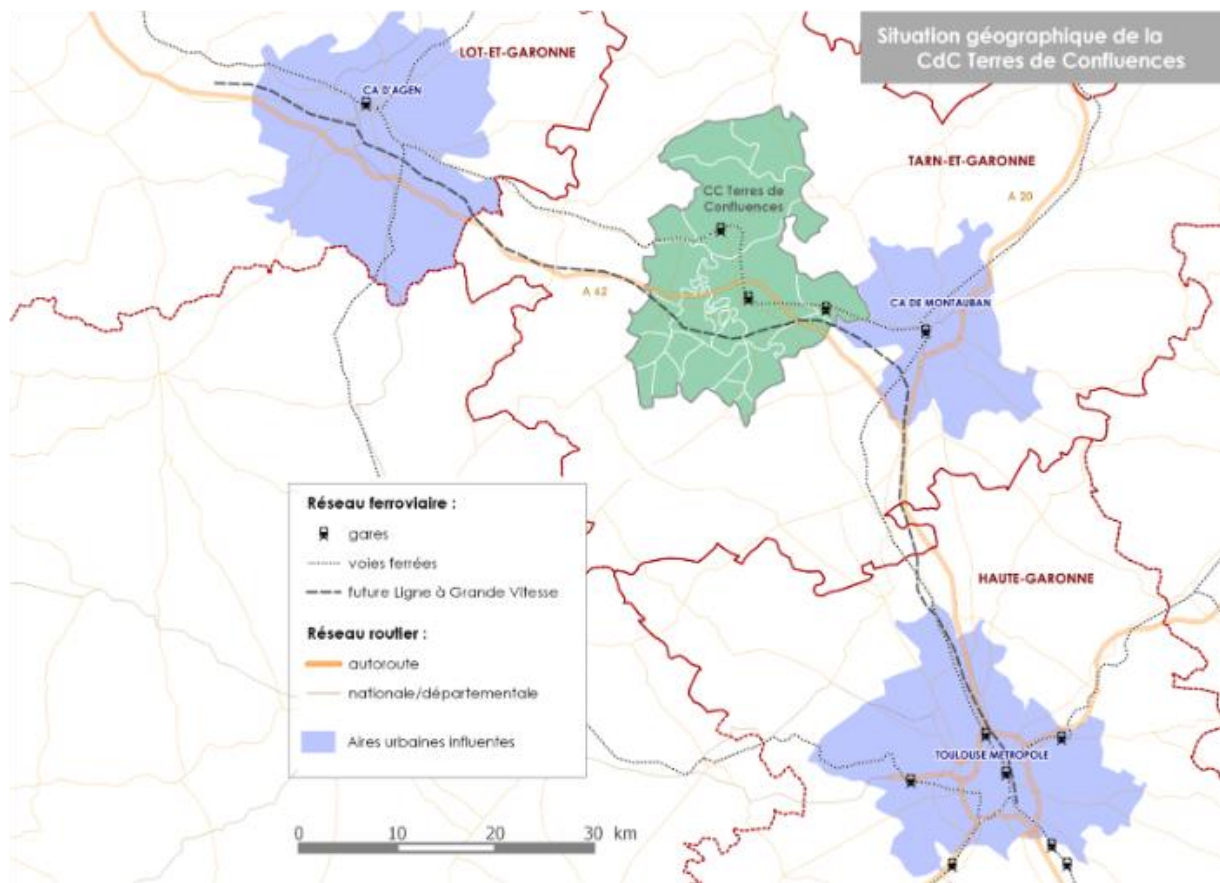 Situation géographique de la
CdC Terres de Confluences
LOT-ET-GARONNE
CA D'AGEN
TARN-ET-GARONNE
CC Terres de
Confluences
A 20
A 62
CA DE MONTAUBAN
Réseau ferroviaire :
gares
voies ferrées
future Ligne à Grande Vitesse
Réseau routier :
autoroute
nationale/départementale
Aires urbaines influentes
HAUTE-GARONNE
TOULOUSE METROPOLE
0 10 20 30 km